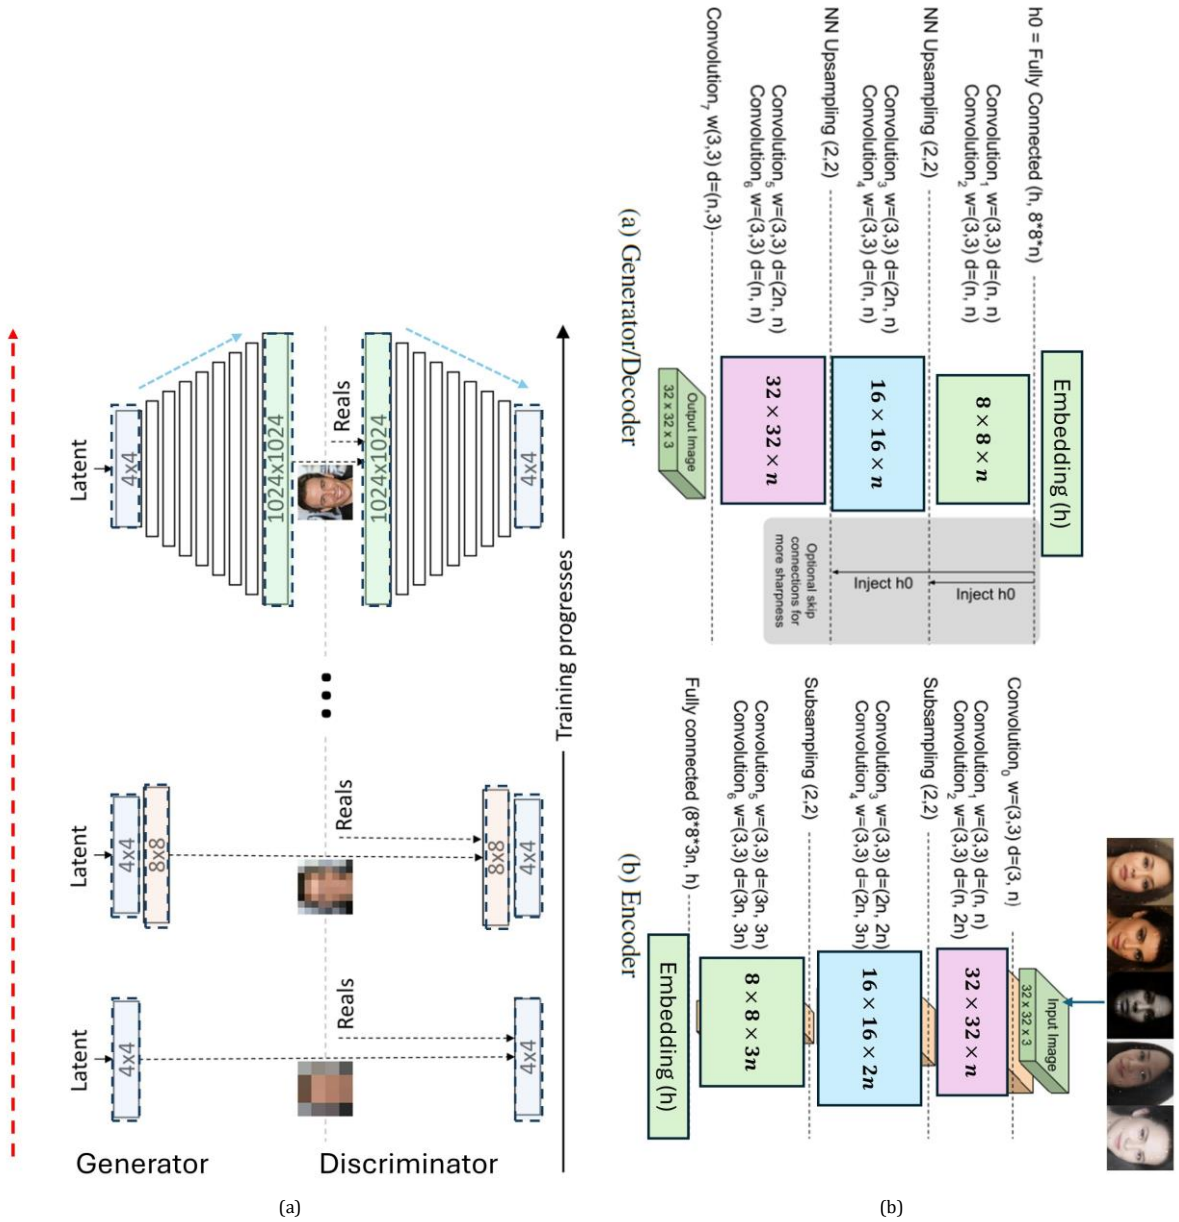 Generator
Discriminator
Training progresses
Latent
4x4
Reals
4x4
Latent
4x4
8x8
Reals
8x8
4x4
Latent
4x4
1024x1024
Reals
1024x1024
4x4
(a)
h0 = Fully Connected (h, 8*8*n)
Convolution₁ w=(3,3) d=(n, n)
Convolution₂ w=(3,3) d=(n, n)
NN Upsampling (2,2)
Convolution₃ w=(3,3) d=(2n, n)
Convolution₄ w=(3,3) d=(n, n)
NN Upsampling (2,2)
Convolution₅ w=(3,3) d=(2n, n)
Convolution₆ w=(3,3) d=(n, n)
Convolution₇ w(3,3) d=(n,3)
Embedding (h)
8 × 8 × n
16 × 16 × n
32 × 32 × n
Output Image
32 x 32 x 3
Inject h0
Inject h0
Optional skip
connections for
more sharpness
(a) Generator/Decoder
Convolution₀ w=(3,3) d=(3, n)
Convolution₁ w=(3,3) d=(n, n)
Convolution₂ w=(3,3) d=(n, 2n)
Subsampling (2,2)
Convolution₃ w=(3,3) d=(2n, 2n)
Convolution₄ w=(3,3) d=(2n, 3n)
Subsampling (2,2)
Convolution₅ w=(3,3) d=(3n, 3n)
Convolution₆ w=(3,3) d=(3n, 3n)
Fully connected (8*8*3n, h)
Input Image
32 x 32 x 3
32 × 32 × n
16 × 16 × 2n
8 × 8 × 3n
Embedding (h)
(b) Encoder
(b)